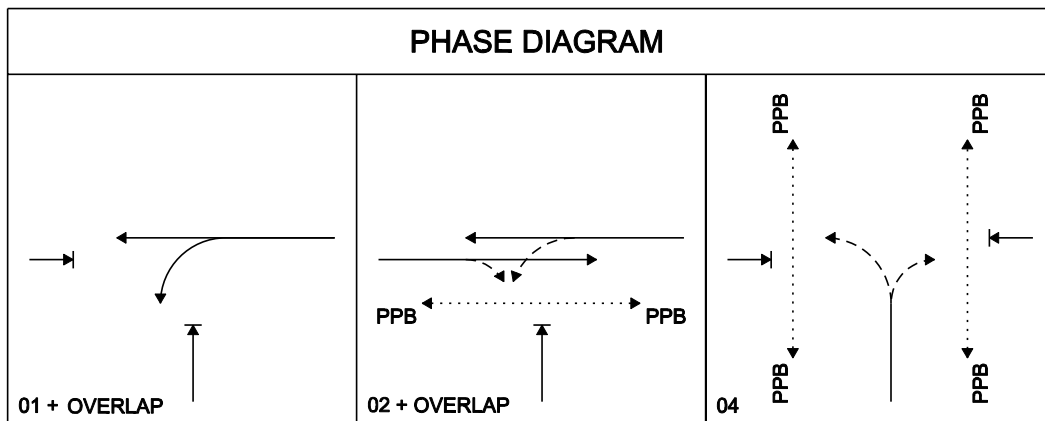 PHASE DIAGRAM
PPB PPB
01 + OVERLAP
PPB PPB
02 + OVERLAP
PPB PPB
04